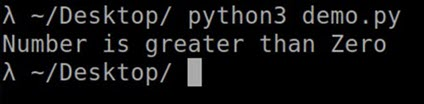 λ ~/Desktop/ python3 demo.py
Number is greater than Zero
λ ~/Desktop/